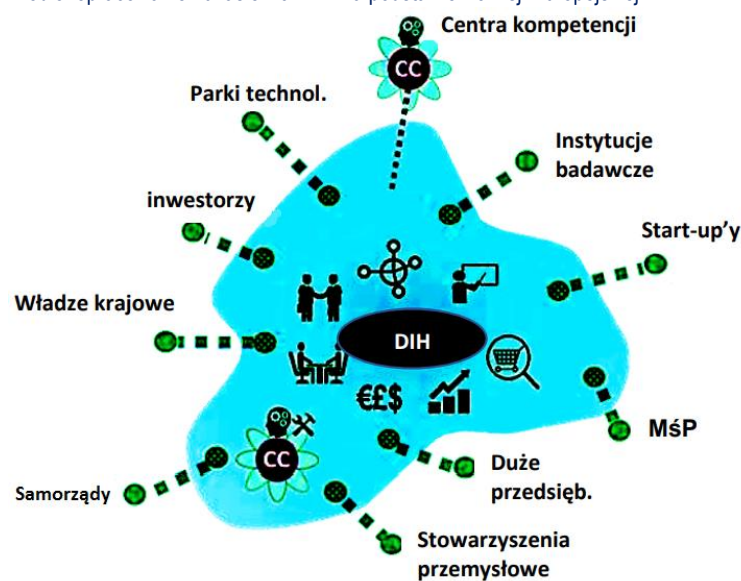 Centra kompetencji
CC
Parki technol.
Instytucje
badawcze
inwestorzy
Start-up'y
Władze krajowe
DIH
€£$
MśP
CC
Duże
przedsięb.
Samorządy
Stowarzyszenia
przemysłowe